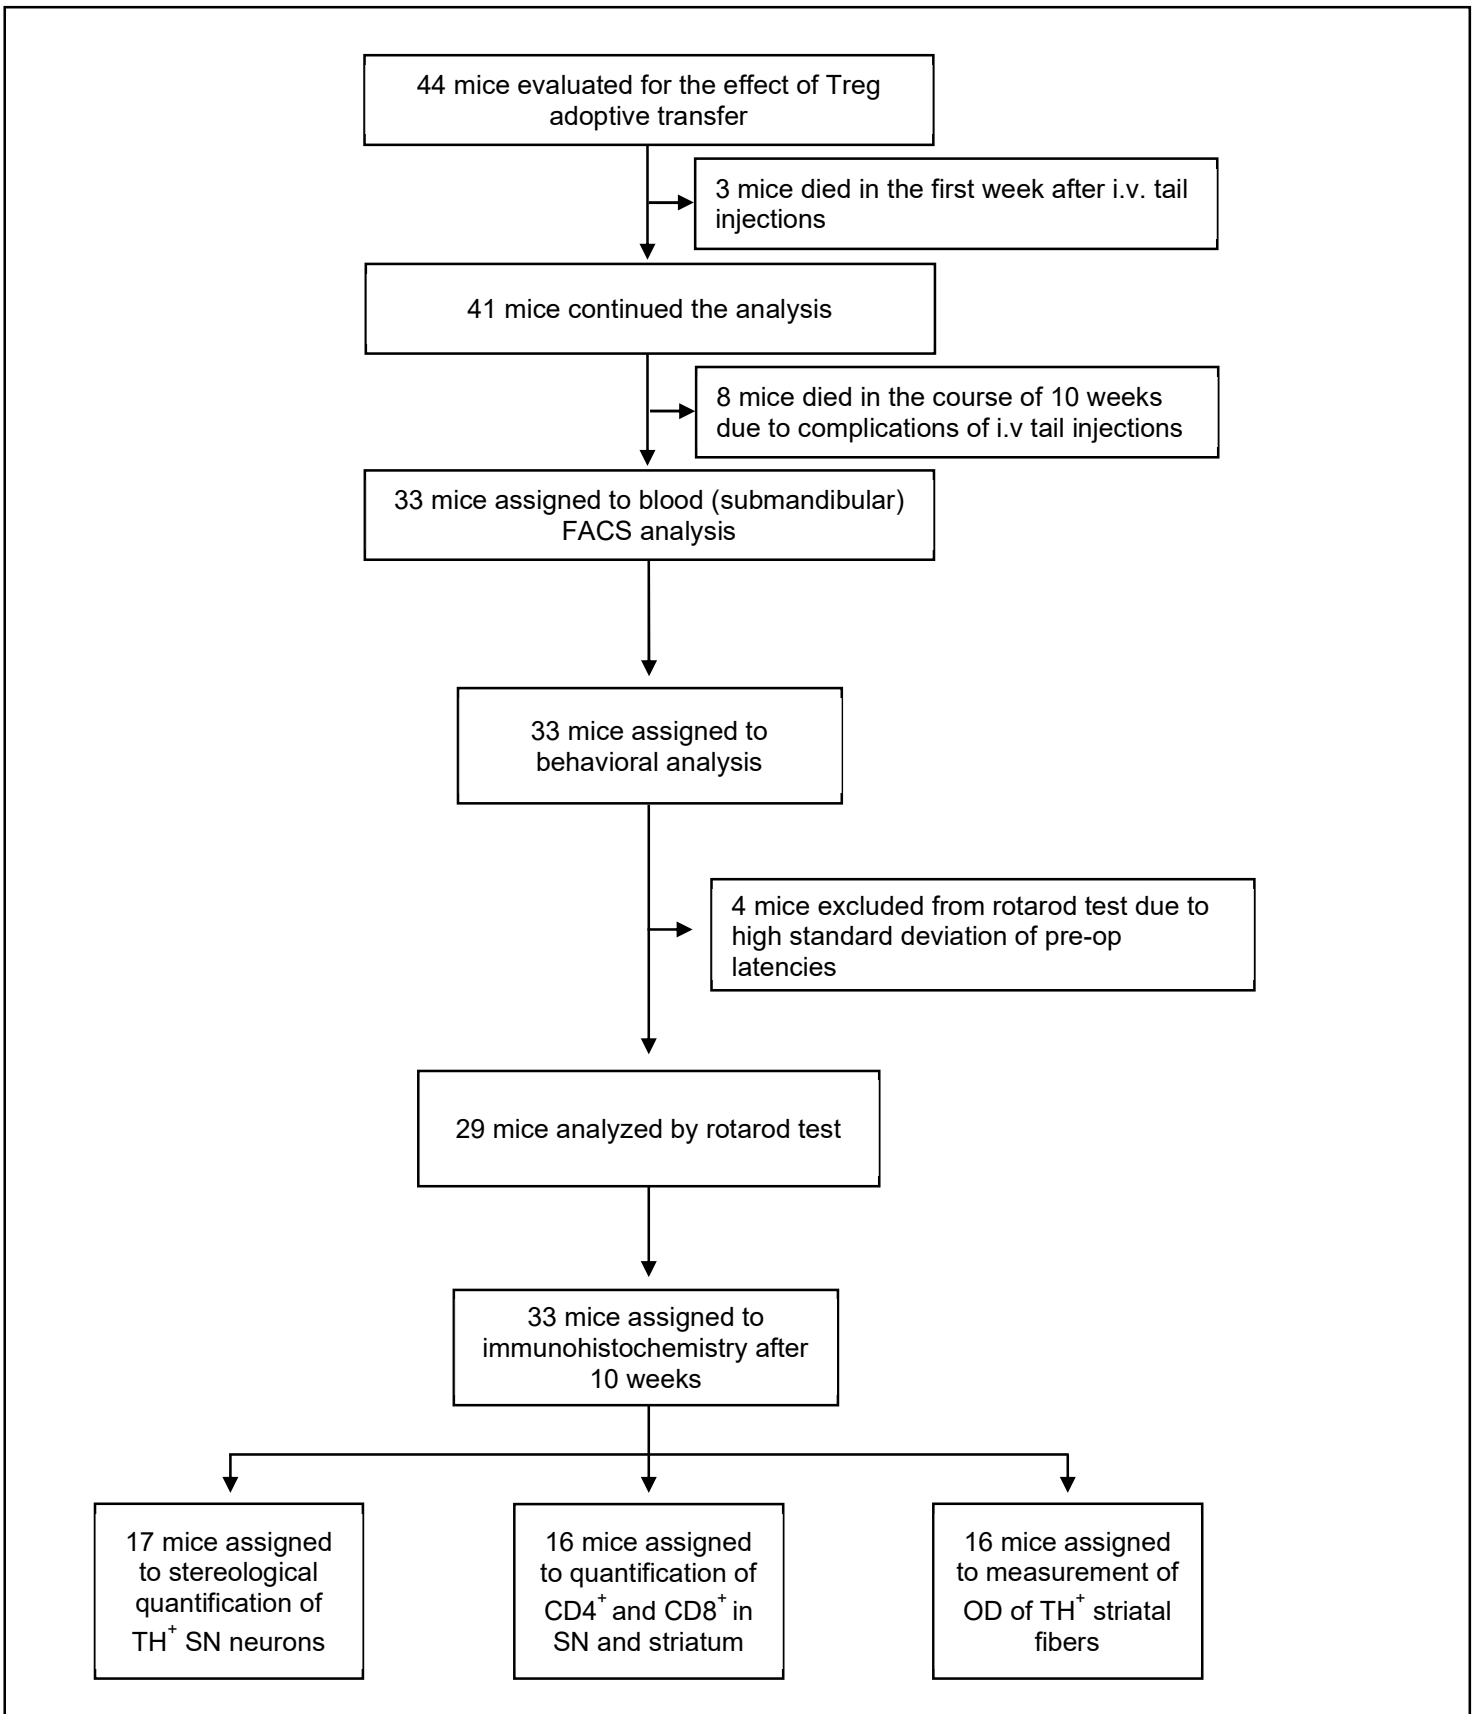 44 mice evaluated for the effect of Treg
adoptive transfer
3 mice died in the first week after i.v. tail
injections
41 mice continued the analysis
8 mice died in the course of 10 weeks
due to complications of i.v tail injections
33 mice assigned to blood (submandibular)
FACS analysis
33 mice assigned to
behavioral analysis
4 mice excluded from rotarod test due to
high standard deviation of pre-op
latencies
29 mice analyzed by rotarod test
33 mice assigned to
immunohistochemistry after
10 weeks
17 mice assigned
to stereological
quantification of
TH⁺ SN neurons
16 mice assigned
to quantification of
CD4⁺ and CD8⁺ in
SN and striatum
16 mice assigned
to measurement of
OD of TH⁺ striatal
fibers